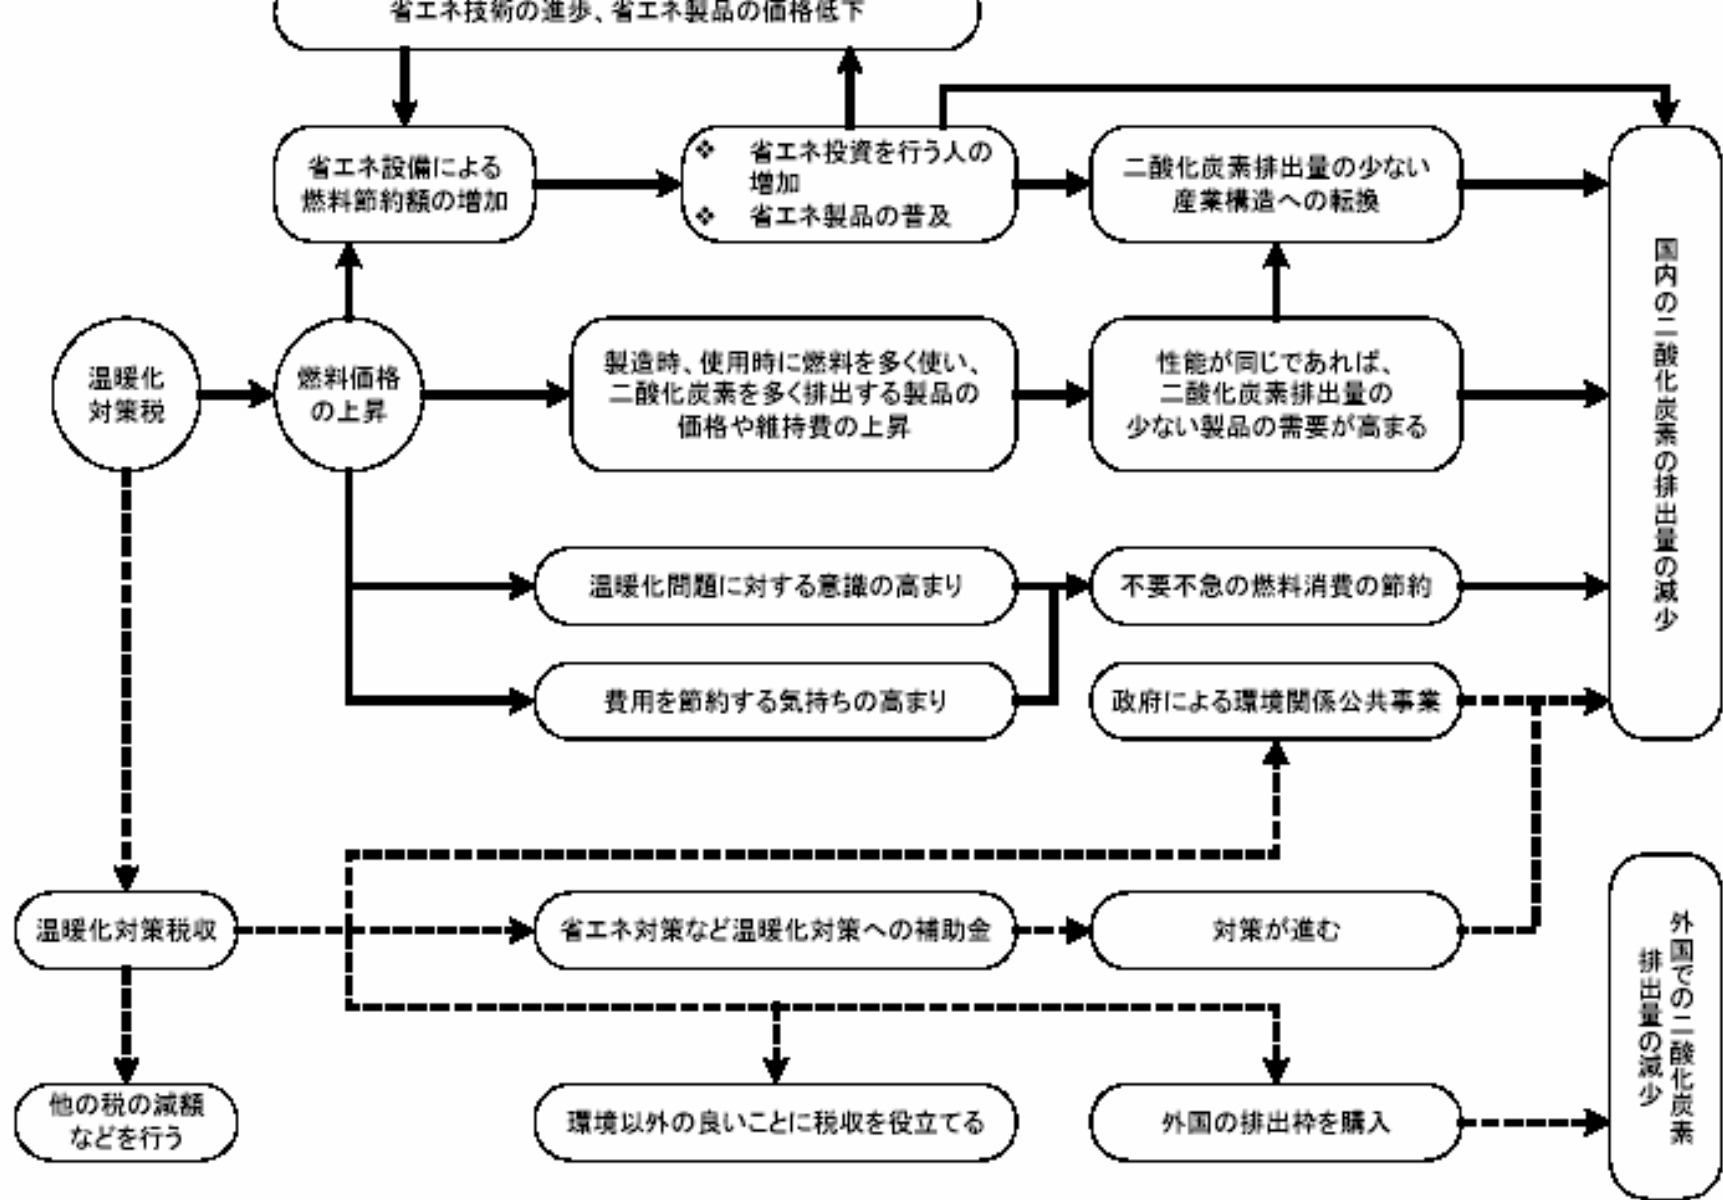 省エネ技術の進歩、省エネ製品の価格低下
省エネ設備による
燃料節約額の増加
❖ 省エネ投資を行う人の
増加
❖ 省エネ製品の普及
二酸化炭素排出量の少ない
産業構造への転換
国内の二酸化炭素の排出量の減少
温暖化
対策税
燃料価格
の上昇
製造時、使用時に燃料を多く使い、
二酸化炭素を多く排出する製品の
価格や維持費の上昇
性能が同じであれば、
二酸化炭素排出量の
少ない製品の需要が高まる
温暖化問題に対する意識の高まり
不要不急の燃料消費の節約
費用を節約する気持ちの高まり
政府による環境関係公共事業
温暖化対策税収
省エネ対策など温暖化対策への補助金
対策が進む
外国での二酸化炭素
排出量の減少
他の税の減額
などを行う
環境以外の良いことに税収を役立てる
外国の排出枠を購入